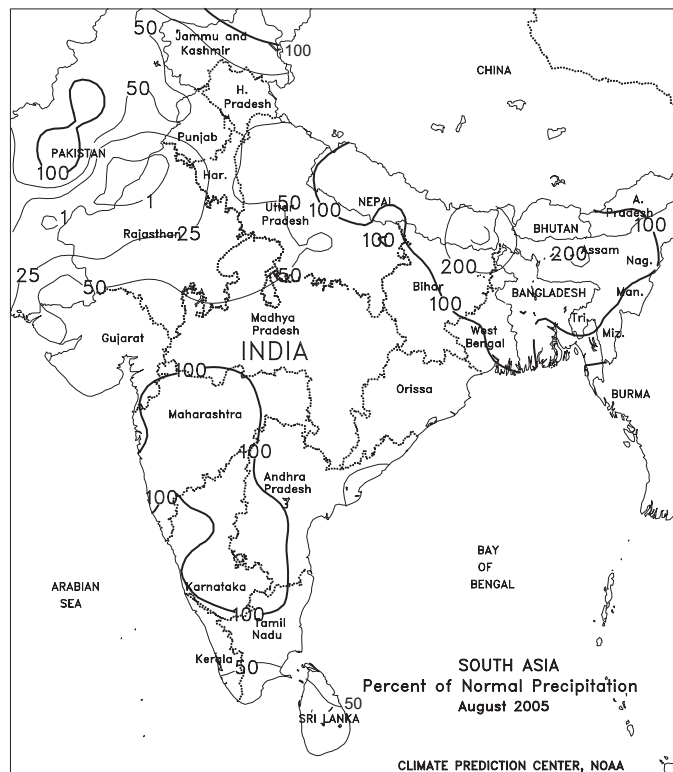 50
Jammu and
Kashmir
100
CHINA
H.
Pradesh
50
Punjab
PAKISTAN
100
Har.
1
1
50
Uttar
Pradesh
NEPAL
100
A.
Pradesh
100
BHUTAN
Rajasthan
25
100
200
Assam
200
Nag.
25
50
50
Bihar
100
BANGLADESH
Man.
Madhya
Pradesh
Tri.
Miz.
West
Bengal
Gujarat
INDIA
100
Orissa
BURMA
Maharashtra
100
Andhra
Pradesh
3
100
BAY
OF
BENGAL
ARABIAN
SEA
Karnataka
100
Tamil
Nadu
Kerala
50
50
SRI LANKA
SOUTH ASIA
Percent of Normal Precipitation
August 2005
CLIMATE PREDICTION CENTER, NOAA